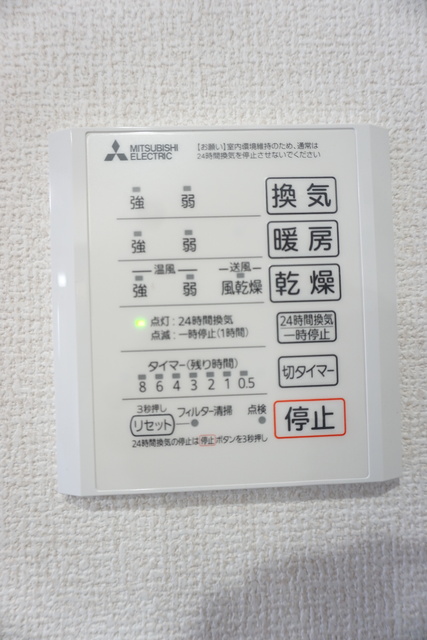 MITSUBISHI
ELECTRIC
【お願い】室内環境維持のため、通常は
24時間換気を停止させないでください
強 弱 換気
強 弱 暖房
温風 送風
強 弱 風乾燥 乾燥
点灯：24時間換気
点滅：一時停止(1時間)
24時間換気
一時停止
タイマー(残り時間)
8 6 4 3 2 1 0.5
切タイマー
3秒押し
リセット フィルター清掃 点検
停止
24時間換気の停止は停止ボタンを3秒押し